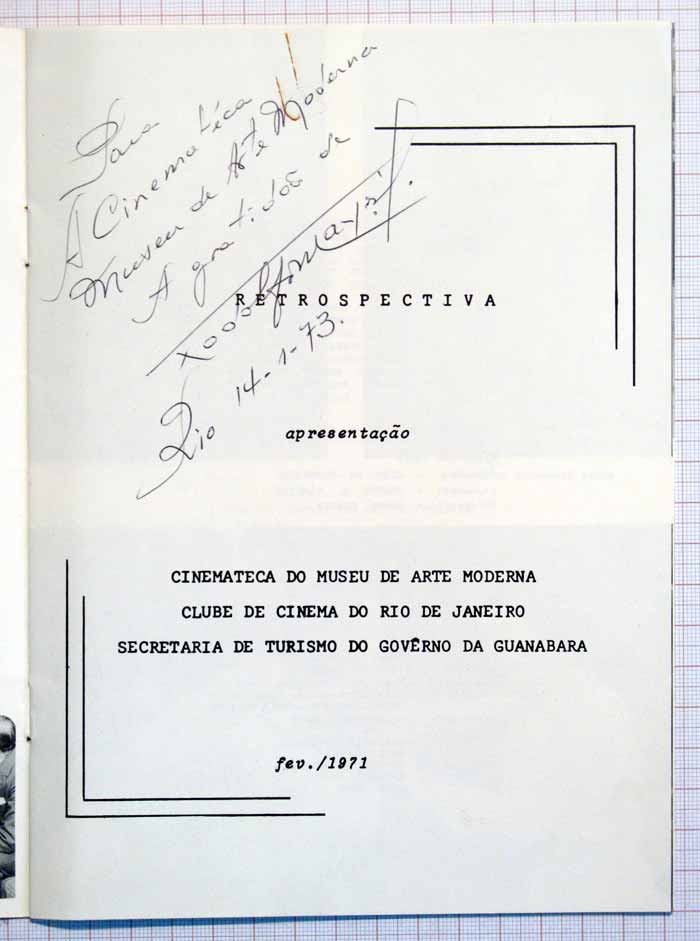 Para
A Cinemateca
Museu de Arte Moderna
A gratidão de
Rio 14-1-73.
RETROSPECTIVA
apresentação
CINEMATECA DO MUSEU DE ARTE MODERNA
CLUBE DE CINEMA DO RIO DE JANEIRO
SECRETARIA DE TURISMO DO GOVÊRNO DA GUANABARA
fev./1971